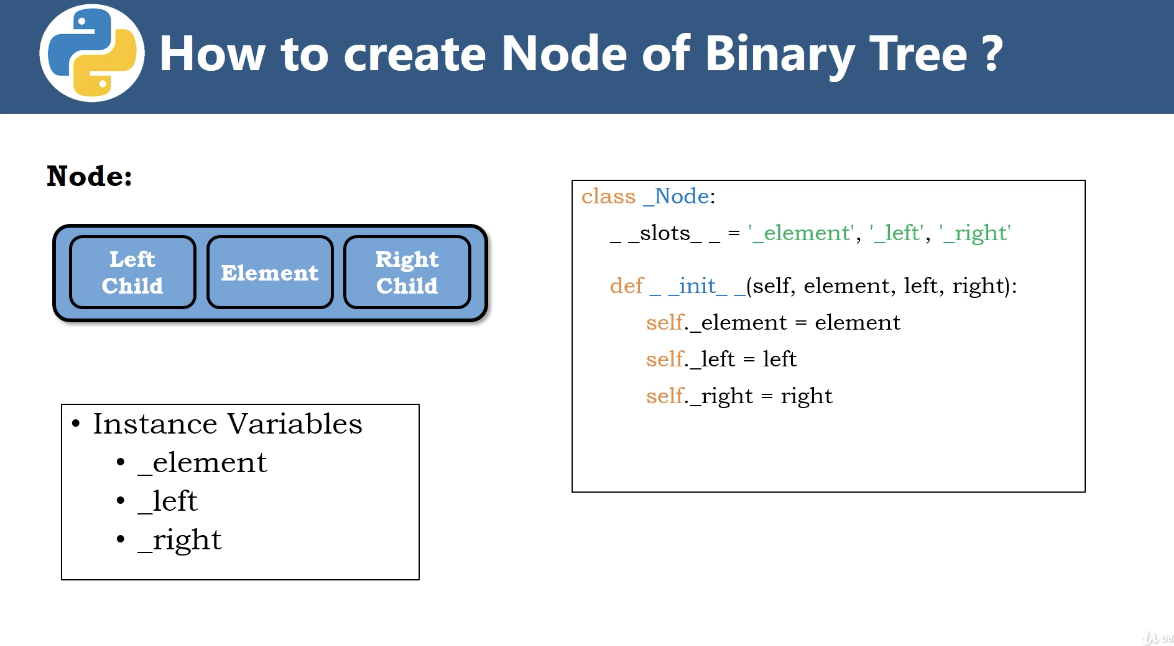 How to create Node of Binary Tree ?
Node:
Left
Child
Element
Right
Child
• Instance Variables
• _element
• _left
• _right
class _Node:
_ _slots_ _ = '_element', '_left', '_right'
def _ _init_ _(self, element, left, right):
self._element = element
self._left = left
self._right = right